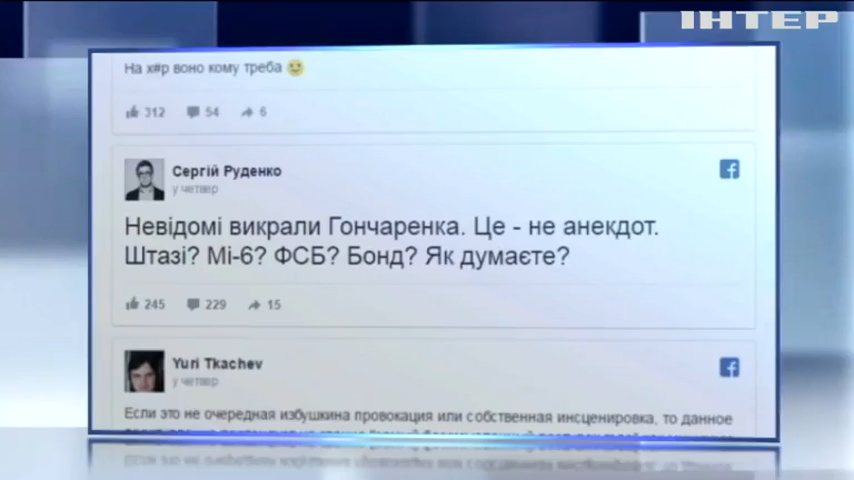 ІНТЕР
На х#р воно кому треба
312 54 6
Сергій Руденко
у четвер
Невідомі викрали Гончаренка. Це - не анекдот.
Штазі? Мі-6? ФСБ? Бонд? Як думаєте?
245 229 15
Yuri Tkachev
у четвер
Если это не очередная избушкина провокация или собственная инсценировка, то данное